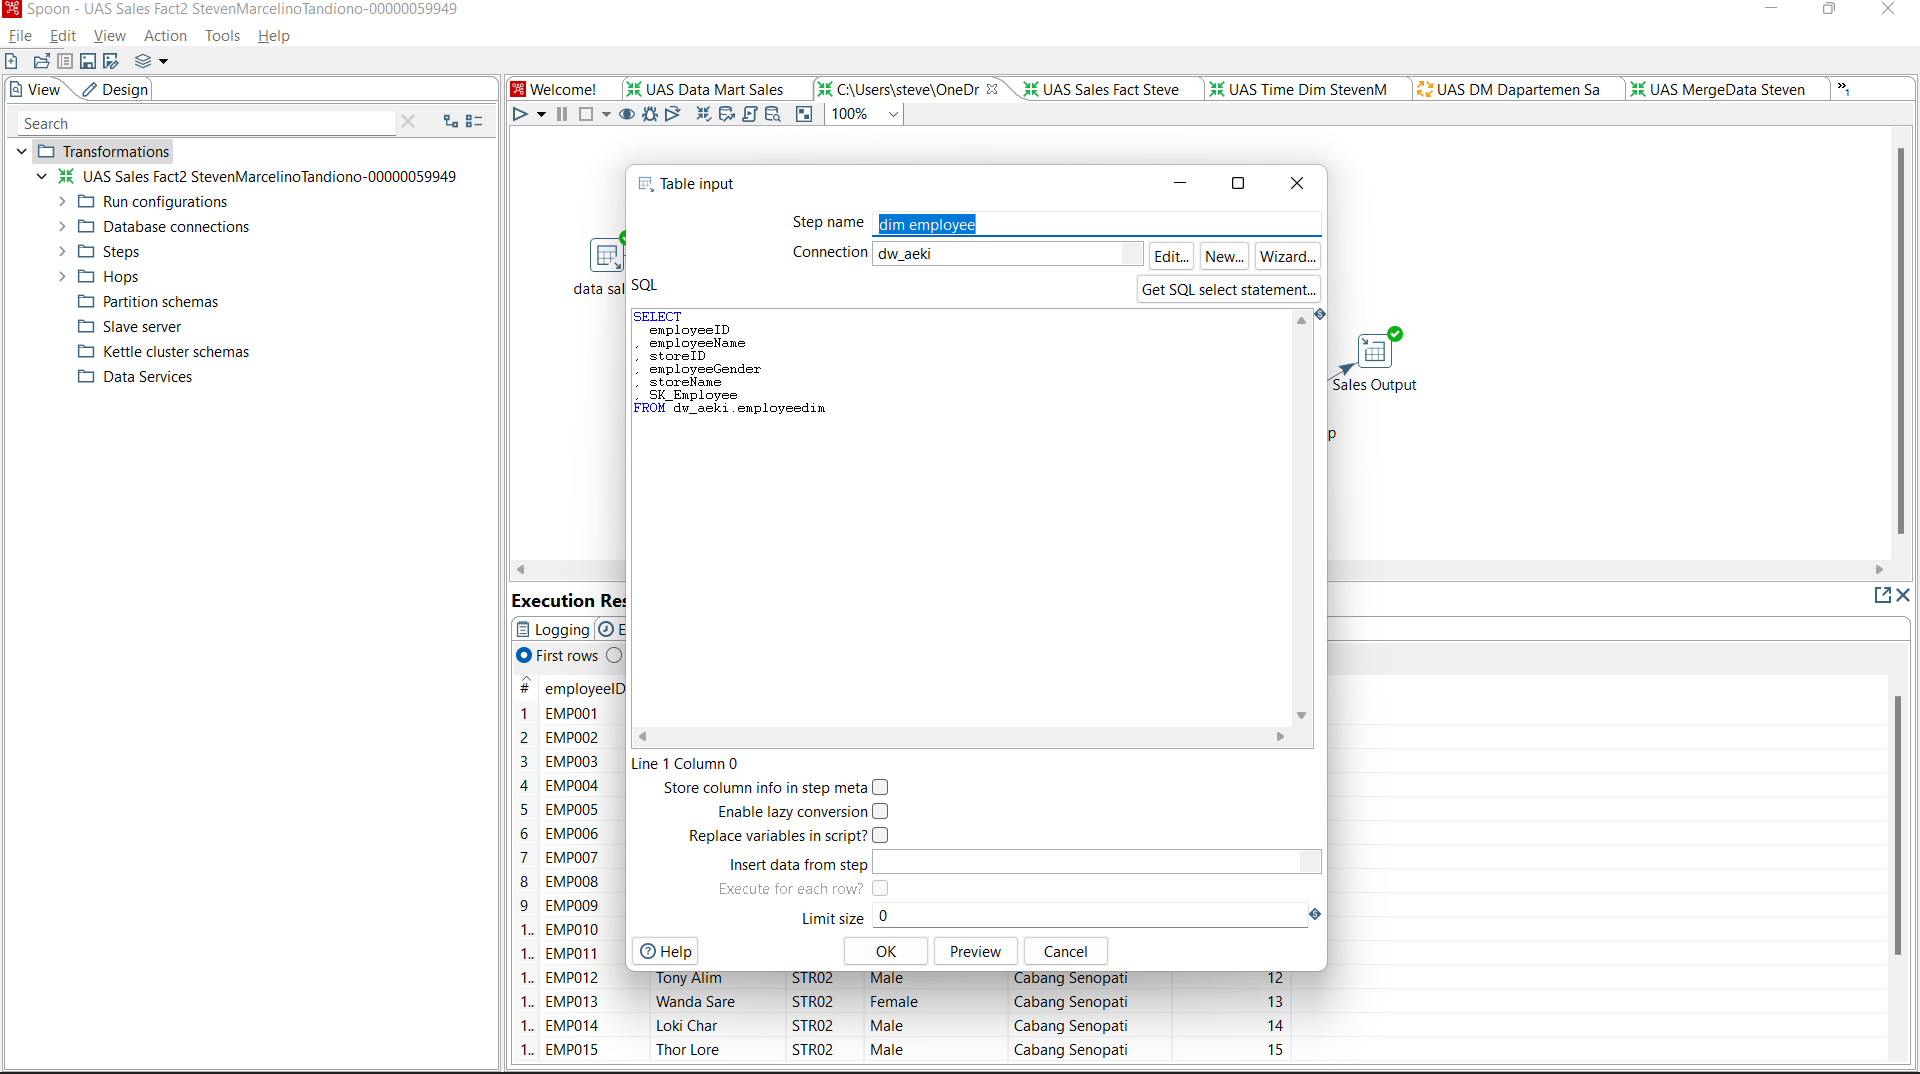 Spoon - UAS Sales Fact2 StevenMarcelinoTandiono-00000059949
File Edit View Action Tools Help
View Design
Welcome! UAS Data Mart Sales C:\Users\steve\OneDr UAS Sales Fact Steve UAS Time Dim StevenM UAS DM Dapartemen Sa UAS MergeData Steven »1
100%
Search
Transformations
UAS Sales Fact2 StevenMarcelinoTandiono-00000059949
Run configurations
Database connections
Steps
Hops
Partition schemas
Slave server
Kettle cluster schemas
Data Services
data sal
Sales Output
p
Table input
Step name dim employee
Connection dw_aeki Edit... New... Wizard...
SQL Get SQL select statement...
SELECT
employeeID
, employeeName
, storeID
, employeeGender
, storeName
, SK_Employee
FROM dw_aeki.employeedim
Line 1 Column 0
Store column info in step meta
Enable lazy conversion
Replace variables in script?
Insert data from step
Execute for each row?
Limit size 0
Help OK Preview Cancel
Execution Res
Logging E
First rows
# employeeID
1 EMP001
2 EMP002
3 EMP003
4 EMP004
5 EMP005
6 EMP006
7 EMP007
8 EMP008
9 EMP009
1.. EMP010
1.. EMP011
1.. EMP012 Tony Alim STR02 Male Cabang Senopati 12
1.. EMP013 Wanda Sare STR02 Female Cabang Senopati 13
1.. EMP014 Loki Char STR02 Male Cabang Senopati 14
1.. EMP015 Thor Lore STR02 Male Cabang Senopati 15